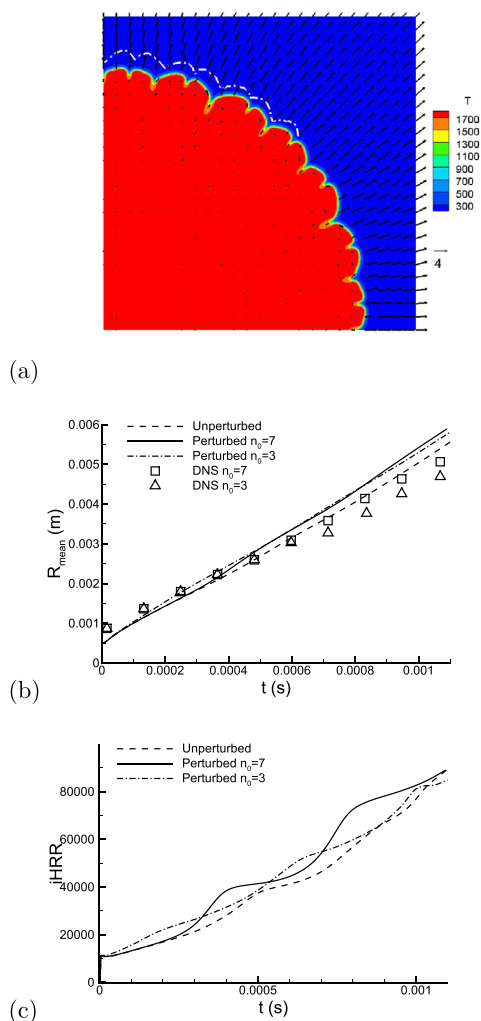 T
1700
1500
1300
1100
900
700
500
300
4
(a)
0.006
0.005
0.004
0.003
0.002
0.001
0
R_mean (m)
Unperturbed
Perturbed n₀=7
Perturbed n₀=3
DNS n₀=7
DNS n₀=3
0.0002 0.0004 0.0006 0.0008 0.001
t (s)
(b)
Unperturbed
Perturbed n₀=7
Perturbed n₀=3
80000
60000
40000
20000
0
iHRR
0 0.0005 0.001
t (s)
(c)